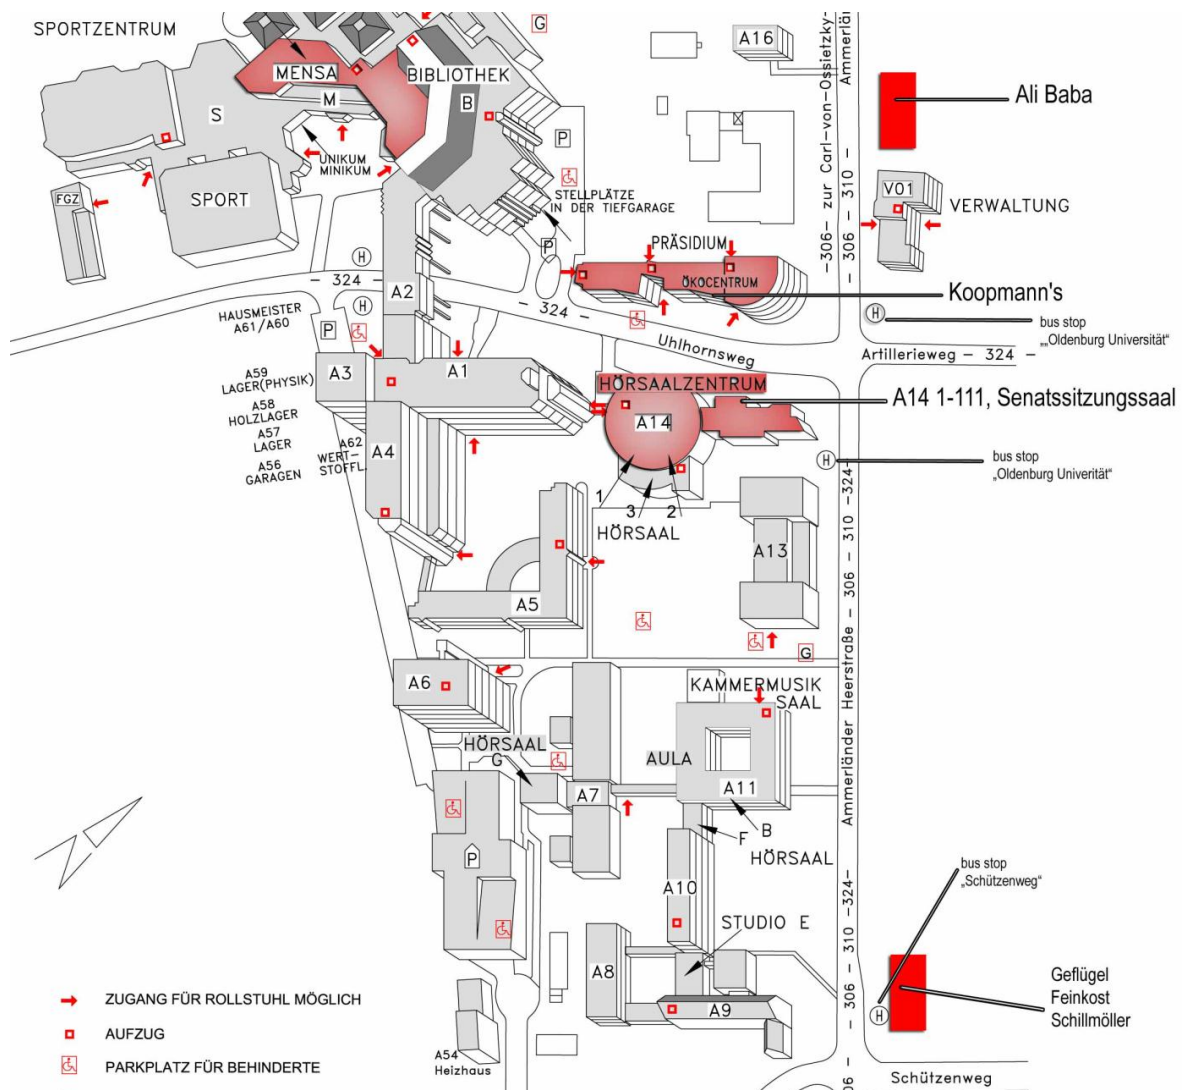 SPORTZENTRUM
G
A16
MENSA
BIBLIOTHEK
M
B
S
P
UNIKUM
MINIKUM
FGZ
SPORT
STELLPLÄTZE
IN DER TIEFGARAGE
P
–306– zur Carl–von–Ossietzky–
–306 – 310 – Ammerlän
Ali Baba
V01
VERWALTUNG
PRÄSIDIUM
ÖKOCENTRUM
Koopmann's
H
– 324 –
A2
H
HAUSMEISTER
A61/A60
P
– 324 –
Uhlhornsweg
H
bus stop
„„Oldenburg Universität"
Artillerieweg – 324 –
A59
LAGER(PHYSIK)
A58
HOLZLAGER
A57
LAGER
A56
GARAGEN
A62
WERT–
STOFFL.
A3
A1
A4
HÖRSAALZENTRUM
A14
A14 1-111, Senatssitzungssaal
H
bus stop
„Oldenburg Univerität"
1
3
2
HÖRSAAL
A13
A5
G
A6
KAMMERMUSIK
SAAL
HÖRSAAL
G
AULA
A11
A7
B
F
HÖRSAAL
Ammerländer Heerstraße – 306 – 310 –324–
P
A10
STUDIO E
A8
A9
– 306 – 310 –324–
bus stop
„Schützenweg"
H
Geflügel
Feinkost
Schillmöller
A54
Heizhaus
Schützenweg
06 –
ZUGANG FÜR ROLLSTUHL MÖGLICH
AUFZUG
PARKPLATZ FÜR BEHINDERTE